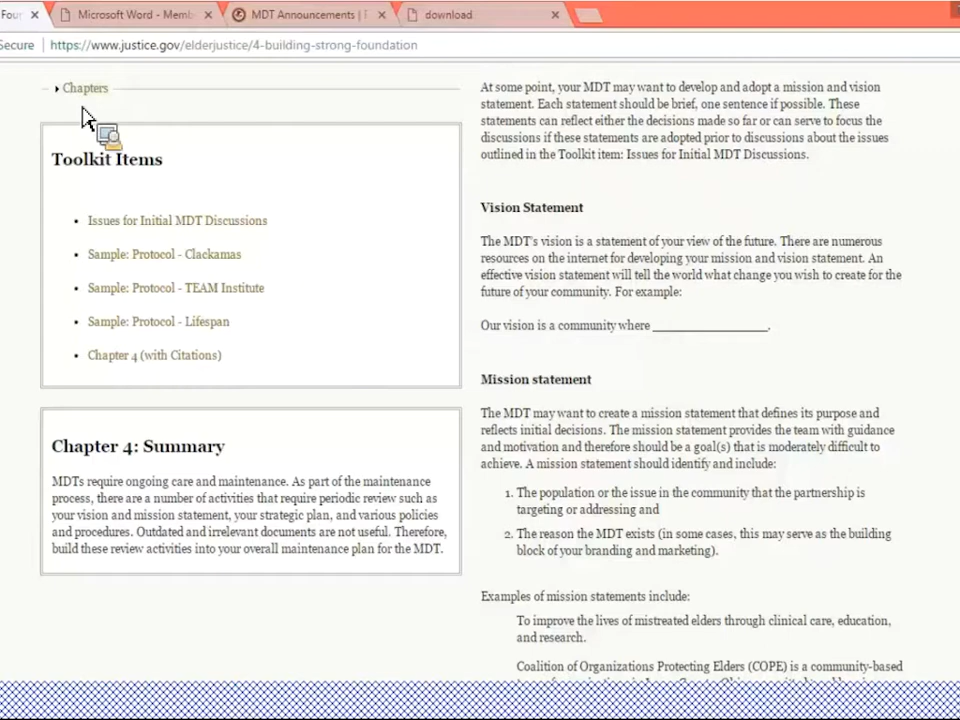 Four
Microsoft Word - Memb
MDT Announcements | F
download
Secure
https://www.justice.gov/elderjustice/4-building-strong-foundation
Chapters
Toolkit Items
• Issues for Initial MDT Discussions
• Sample: Protocol - Clackamas
• Sample: Protocol - TEAM Institute
• Sample: Protocol - Lifespan
• Chapter 4 (with Citations)
Chapter 4: Summary
MDTs require ongoing care and maintenance. As part of the maintenance
process, there are a number of activities that require periodic review such as
your vision and mission statement, your strategic plan, and various policies
and procedures. Outdated and irrelevant documents are not useful. Therefore,
build these review activities into your overall maintenance plan for the MDT.
At some point, your MDT may want to develop and adopt a mission and vision
statement. Each statement should be brief, one sentence if possible. These
statements can reflect either the decisions made so far or can serve to focus the
discussions if these statements are adopted prior to discussions about the issues
outlined in the Toolkit item: Issues for Initial MDT Discussions.
Vision Statement
The MDT's vision is a statement of your view of the future. There are numerous
resources on the internet for developing your mission and vision statement. An
effective vision statement will tell the world what change you wish to create for the
future of your community. For example:
Our vision is a community where ___________________.
Mission statement
The MDT may want to create a mission statement that defines its purpose and
reflects initial decisions. The mission statement provides the team with guidance
and motivation and therefore should be a goal(s) that is moderately difficult to
achieve. A mission statement should identify and include:
1. The population or the issue in the community that the partnership is
targeting or addressing and
2. The reason the MDT exists (in some cases, this may serve as the building
block of your branding and marketing).
Examples of mission statements include:
To improve the lives of mistreated elders through clinical care, education,
and research.
Coalition of Organizations Protecting Elders (COPE) is a community-based